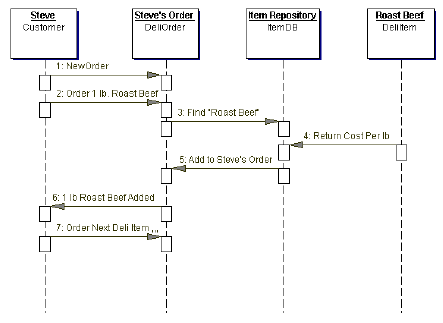 Steve
Customer
Steve's Order
DeliOrder
Item Repository
ItemDB
Roast Beef
DeliItem
1: NewOrder
2: Order 1 lb. Roast Beef
3: Find "Roast Beef"
4: Return Cost Per lb
5: Add to Steve's Order
6: 1 lb Roast Beef Added
7: Order Next Deli Item ,,,